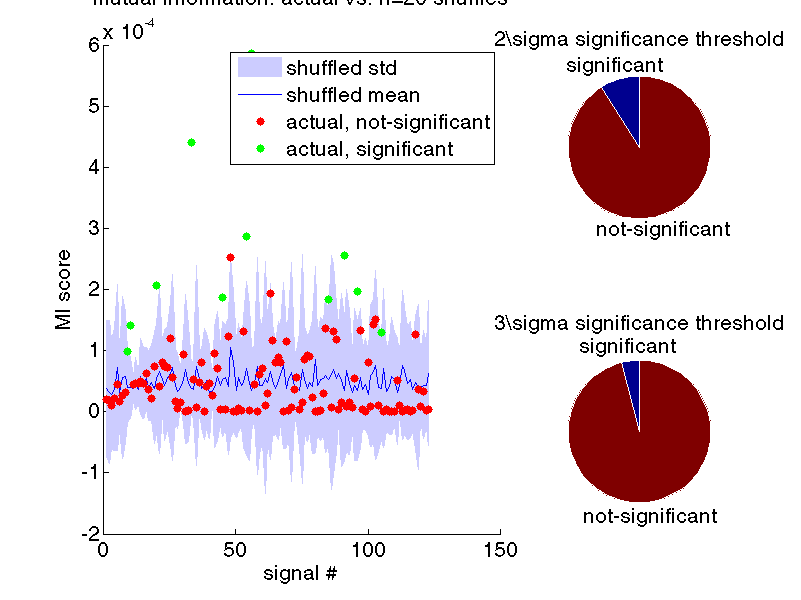 mutual information: actual vs. n=20 shuffles
x 10-4
6
5
4
3
2
1
0
-1
-2
0
50
100
150
MI score
signal #
shuffled std
shuffled mean
actual, not-significant
actual, significant
2\sigma significance threshold
significant
not-significant
3\sigma significance threshold
significant
not-significant